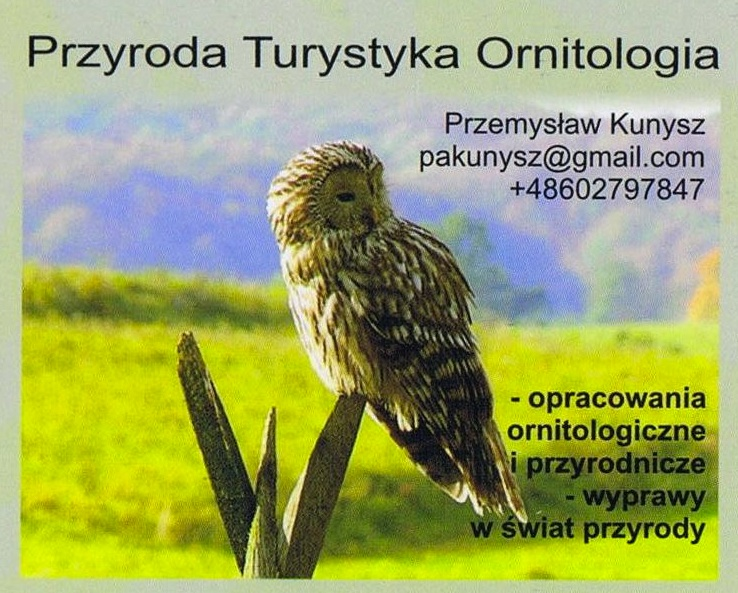 Przyroda Turystyka Ornitologia
Przemysław Kunysz
pakunysz@gmail.com
+48602797847
- opracowania
ornitologiczne
i przyrodnicze
- wyprawy
w świat przyrody